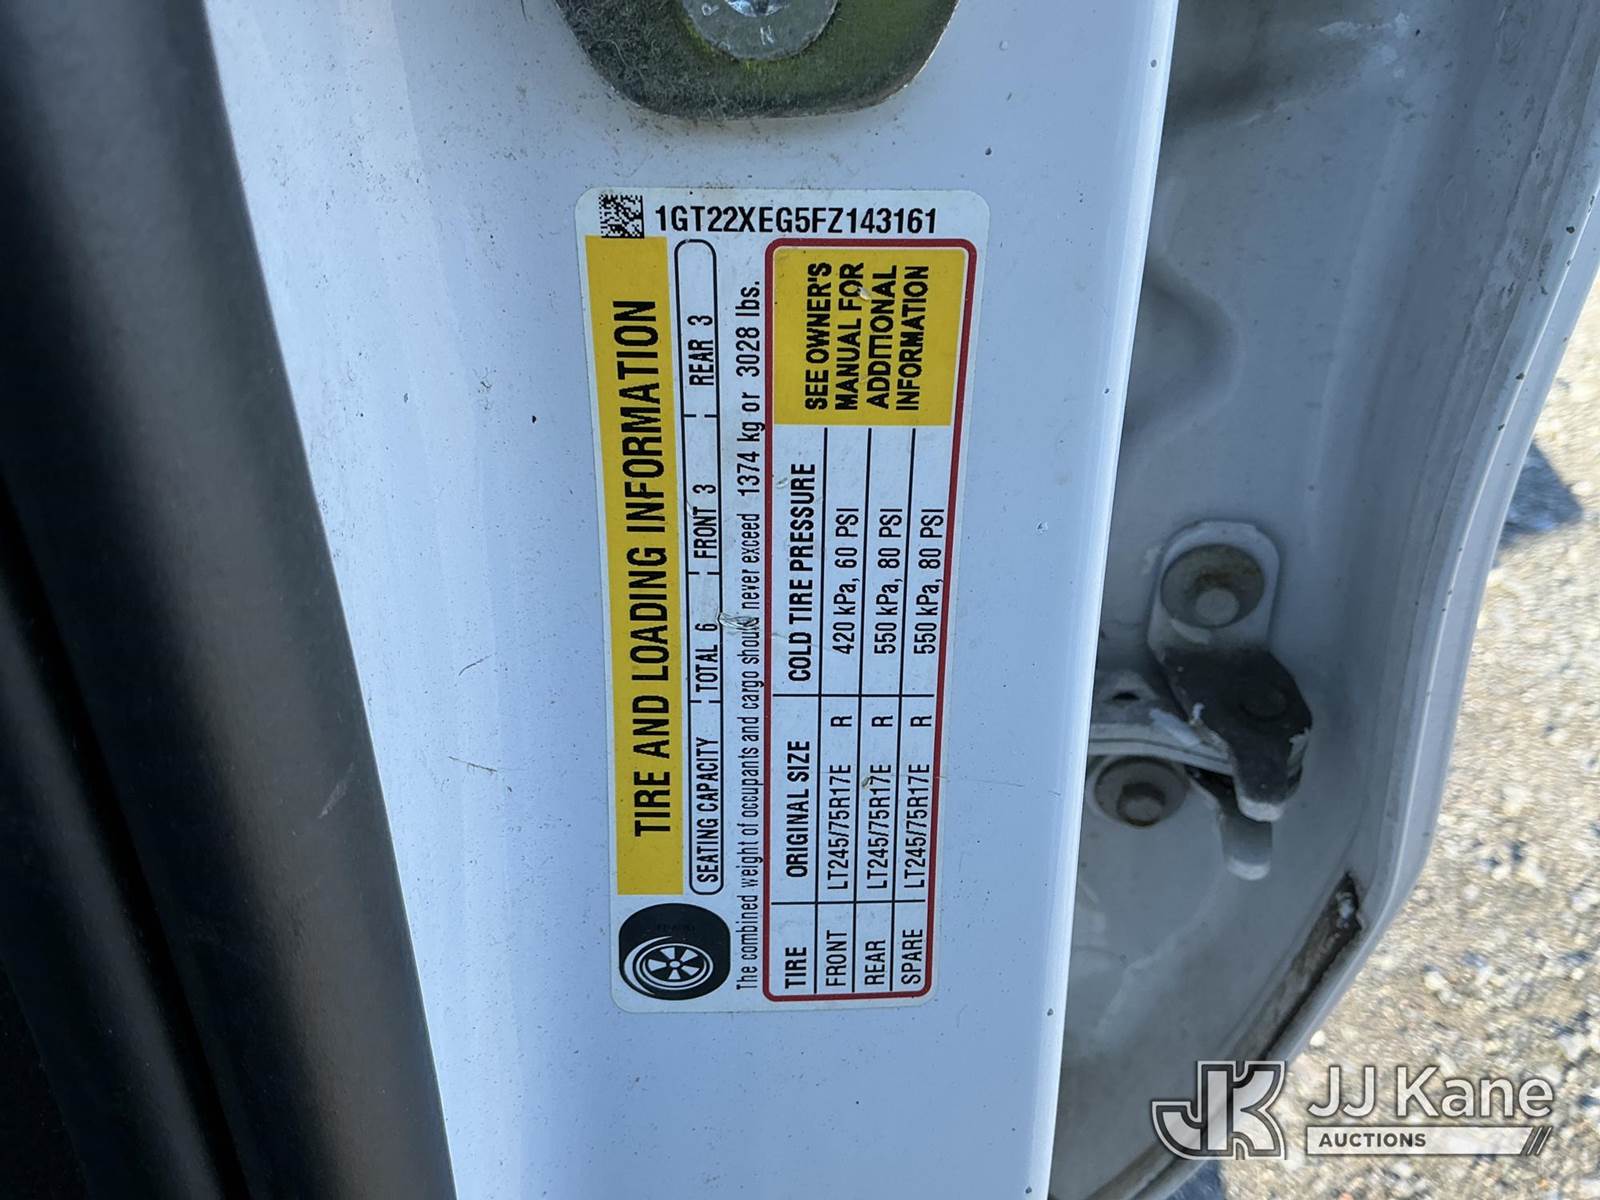 1GT22XEG5FZ143161
TIRE AND LOADING INFORMATION
SEATING CAPACITY TOTAL 6 FRONT 3 REAR 3
The combined weight of occupants and cargo should never exceed 1374 kg or 3028 lbs.
TIRE ORIGINAL SIZE COLD TIRE PRESSURE
FRONT LT245/75R17E R 420 kPa, 60 PSI
REAR LT245/75R17E R 550 kPa, 80 PSI
SPARE LT245/75R17E R 550 kPa, 80 PSI
SEE OWNER'S
MANUAL FOR
ADDITIONAL
INFORMATION
JJ Kane
AUCTIONS